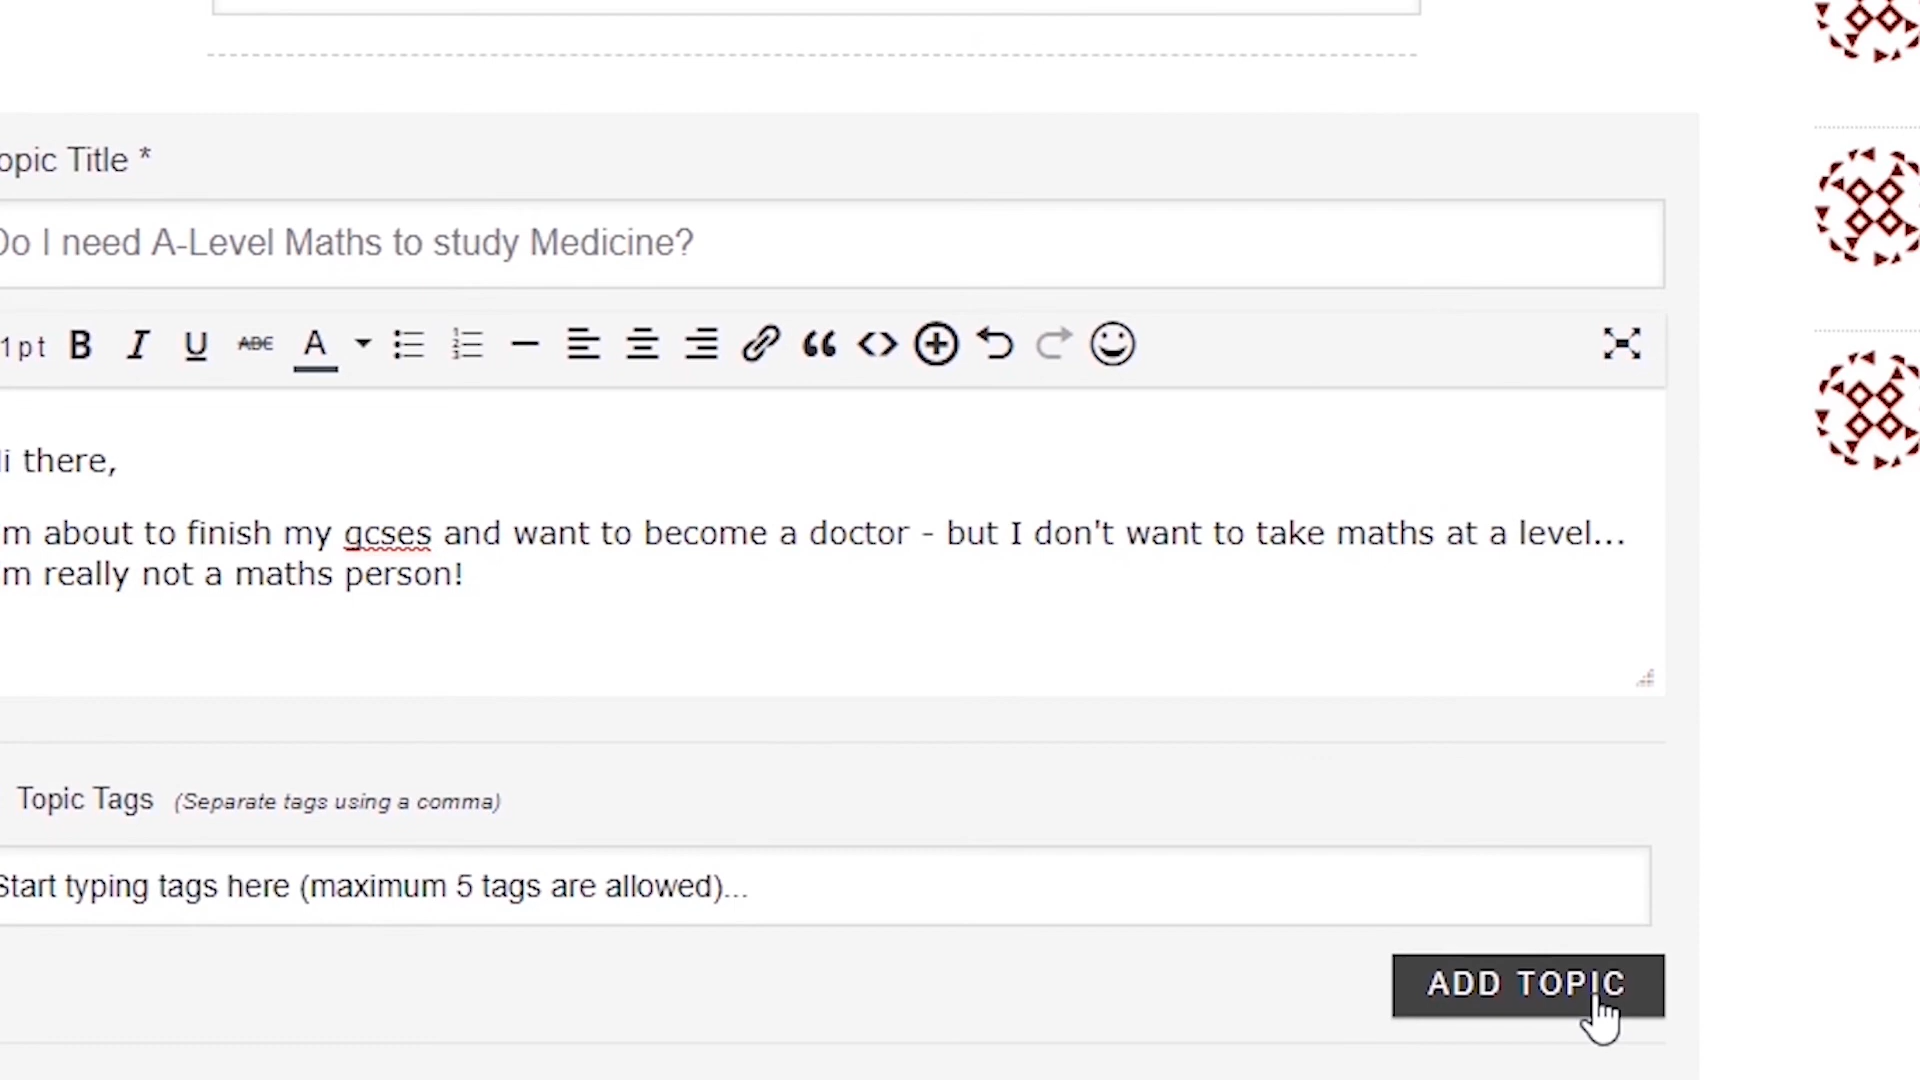 opic Title *
Do I need A-Level Maths to study Medicine?
1pt B I U ABC A
i there,
m about to finish my gcses and want to become a doctor - but I don't want to take maths at a level...
m really not a maths person!
Topic Tags (Separate tags using a comma)
Start typing tags here (maximum 5 tags are allowed)...
ADD TOPIC